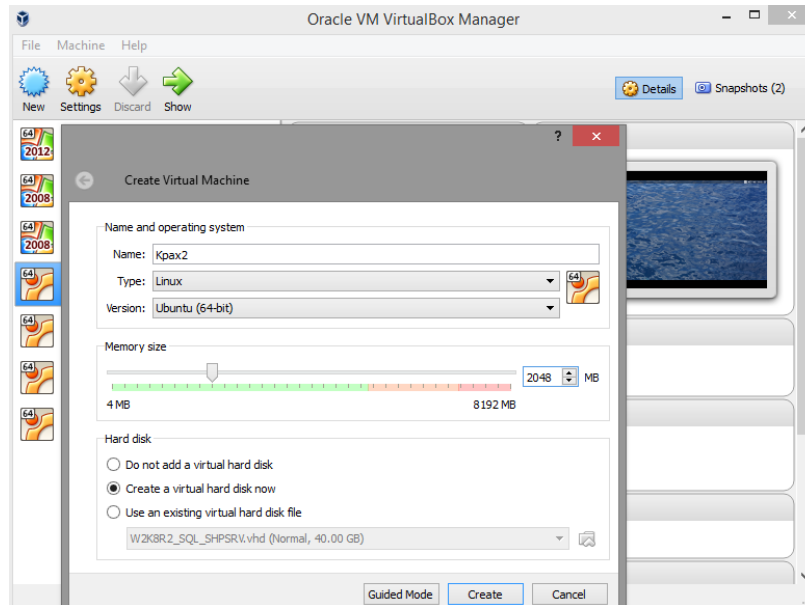 Oracle VM VirtualBox Manager
File Machine Help
New Settings Discard Show
Details Snapshots (2)
64
2012
64
2008
64
2008
64
64
64
64
? ×
Create Virtual Machine
Name and operating system
Name: Kpax2
Type: Linux
64
Version: Ubuntu (64-bit)
Memory size
2048 MB
4 MB 8192 MB
Hard disk
Do not add a virtual hard disk
Create a virtual hard disk now
Use an existing virtual hard disk file
W2K8R2_SQL_SHPSRV.vhd (Normal, 40.00 GB)
Guided Mode Create Cancel